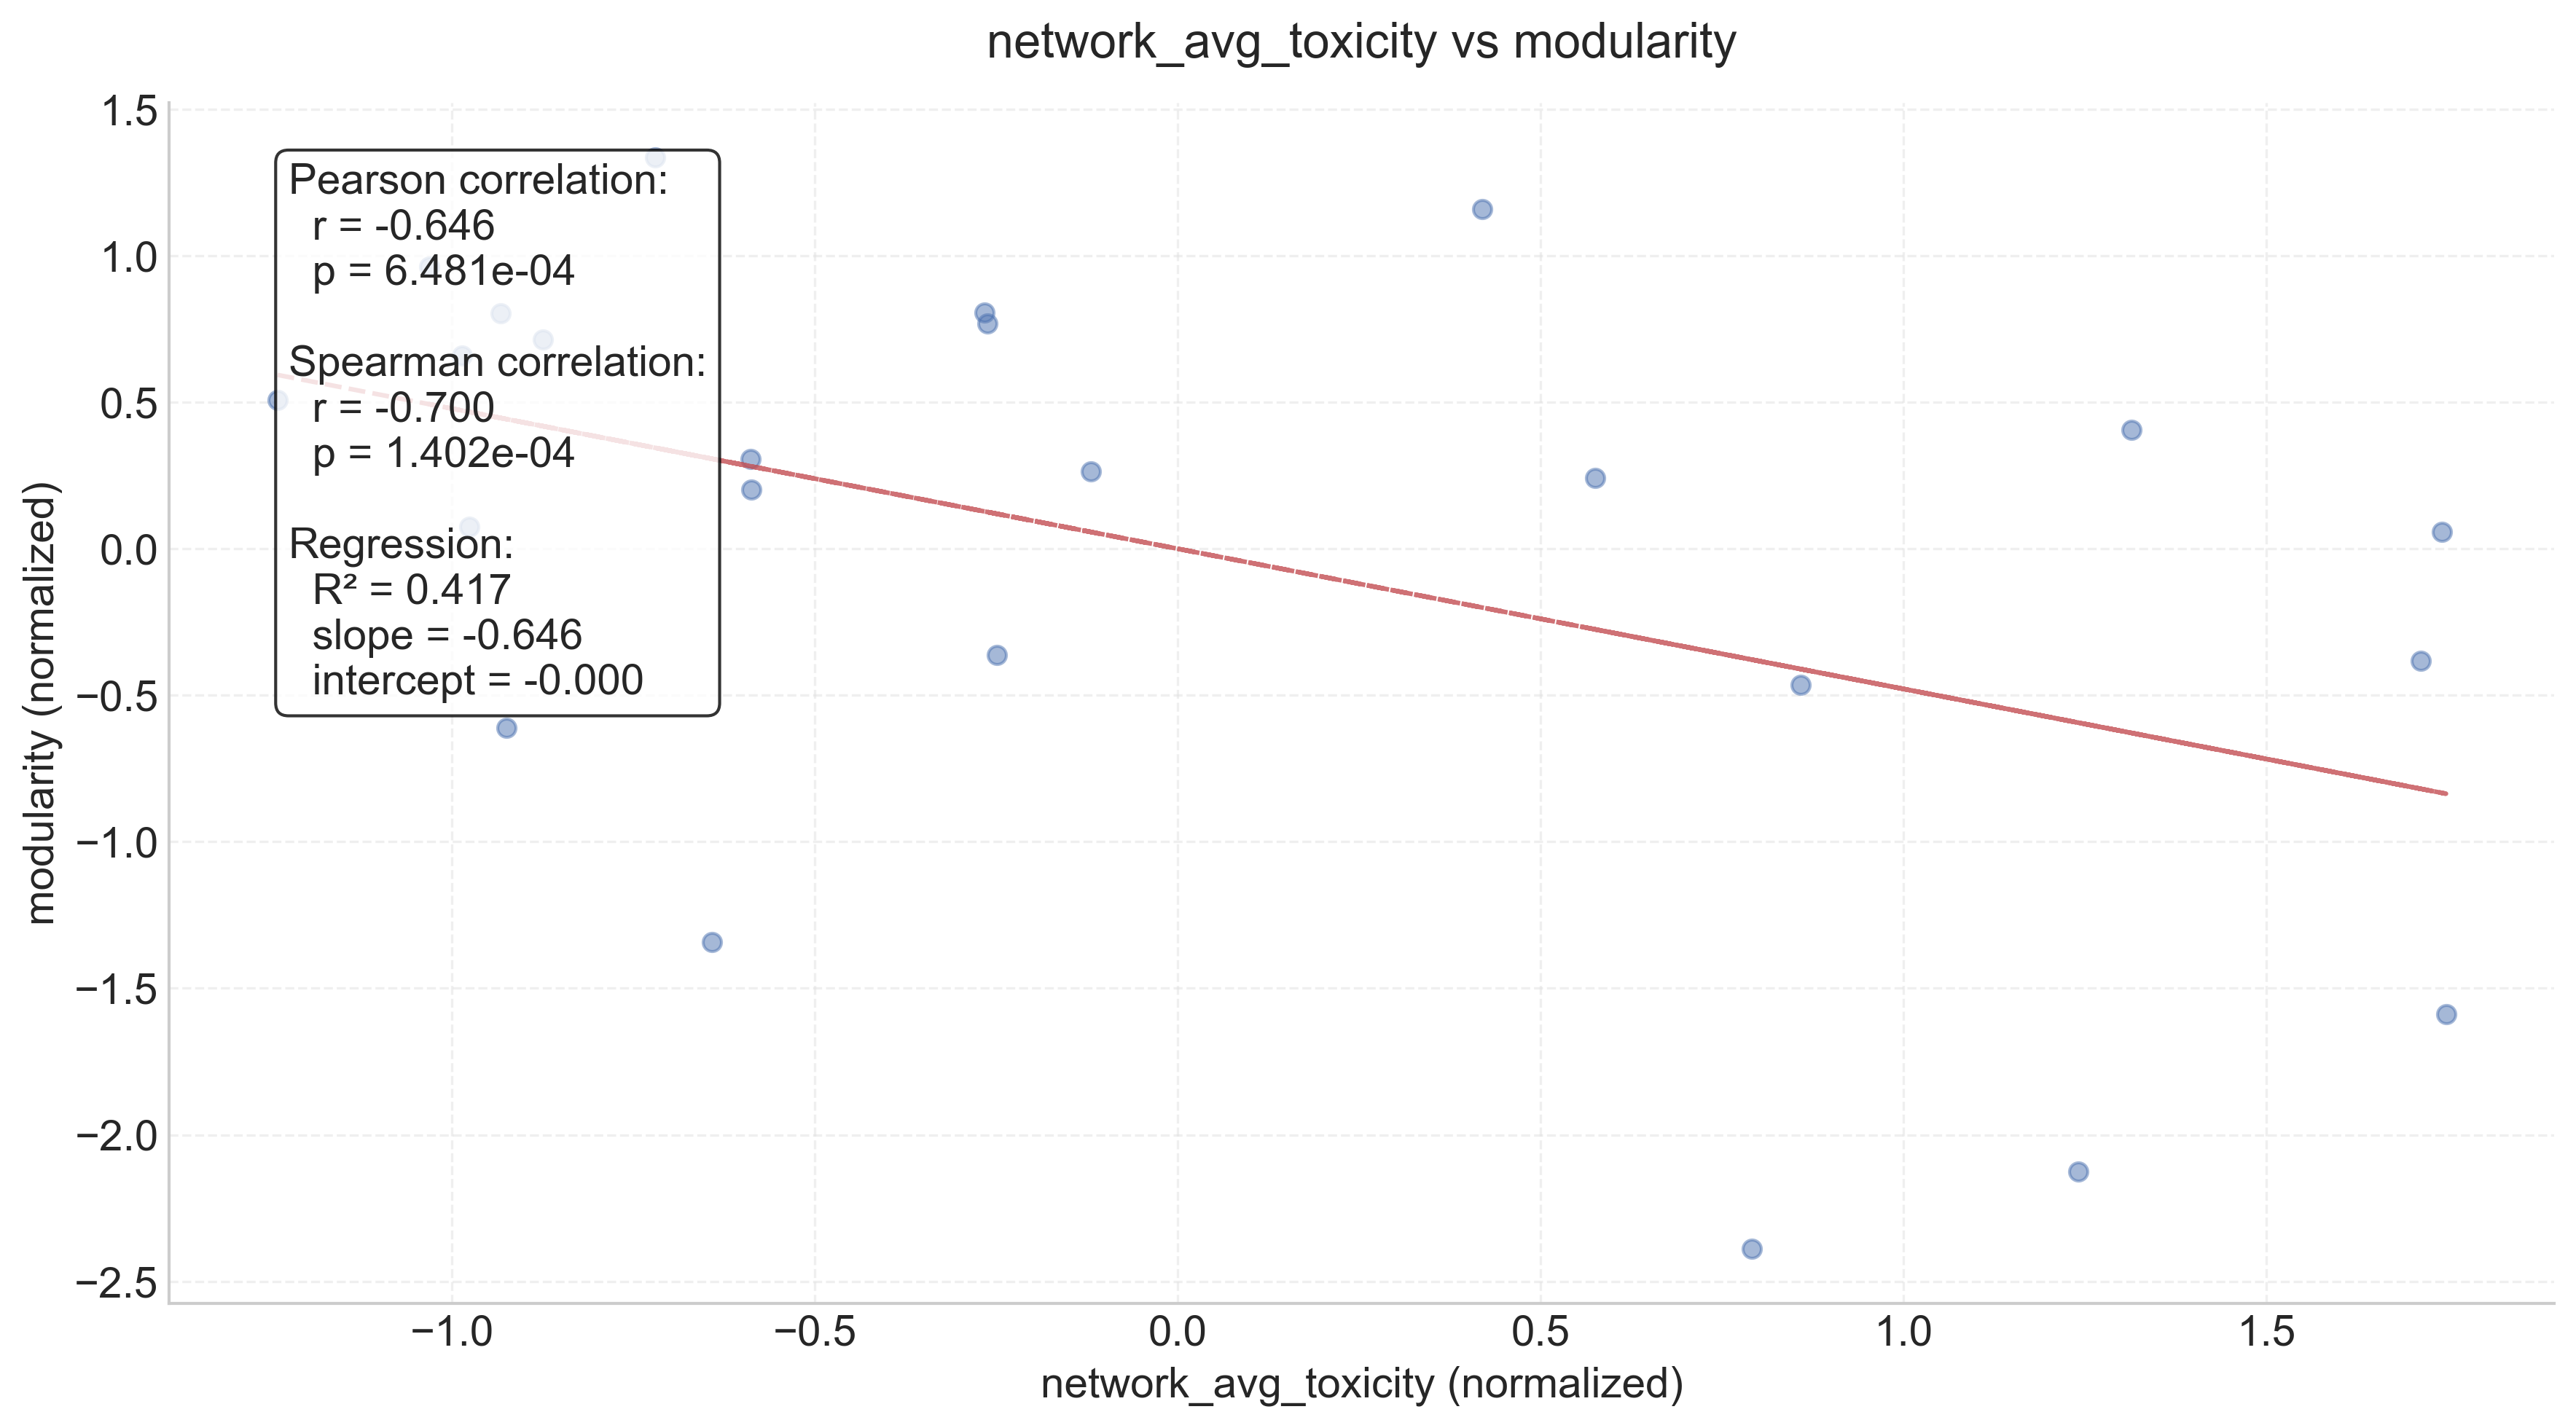 network_avg_toxicity vs modularity
1.5
1.0
0.5
0.0
−0.5
−1.0
−1.5
−2.0
−2.5
modularity (normalized)
Pearson correlation:
r = -0.646
p = 6.481e-04
Spearman correlation:
r = -0.700
p = 1.402e-04
Regression:
R² = 0.417
slope = -0.646
intercept = -0.000
−1.0 −0.5 0.0 0.5 1.0 1.5
network_avg_toxicity (normalized)